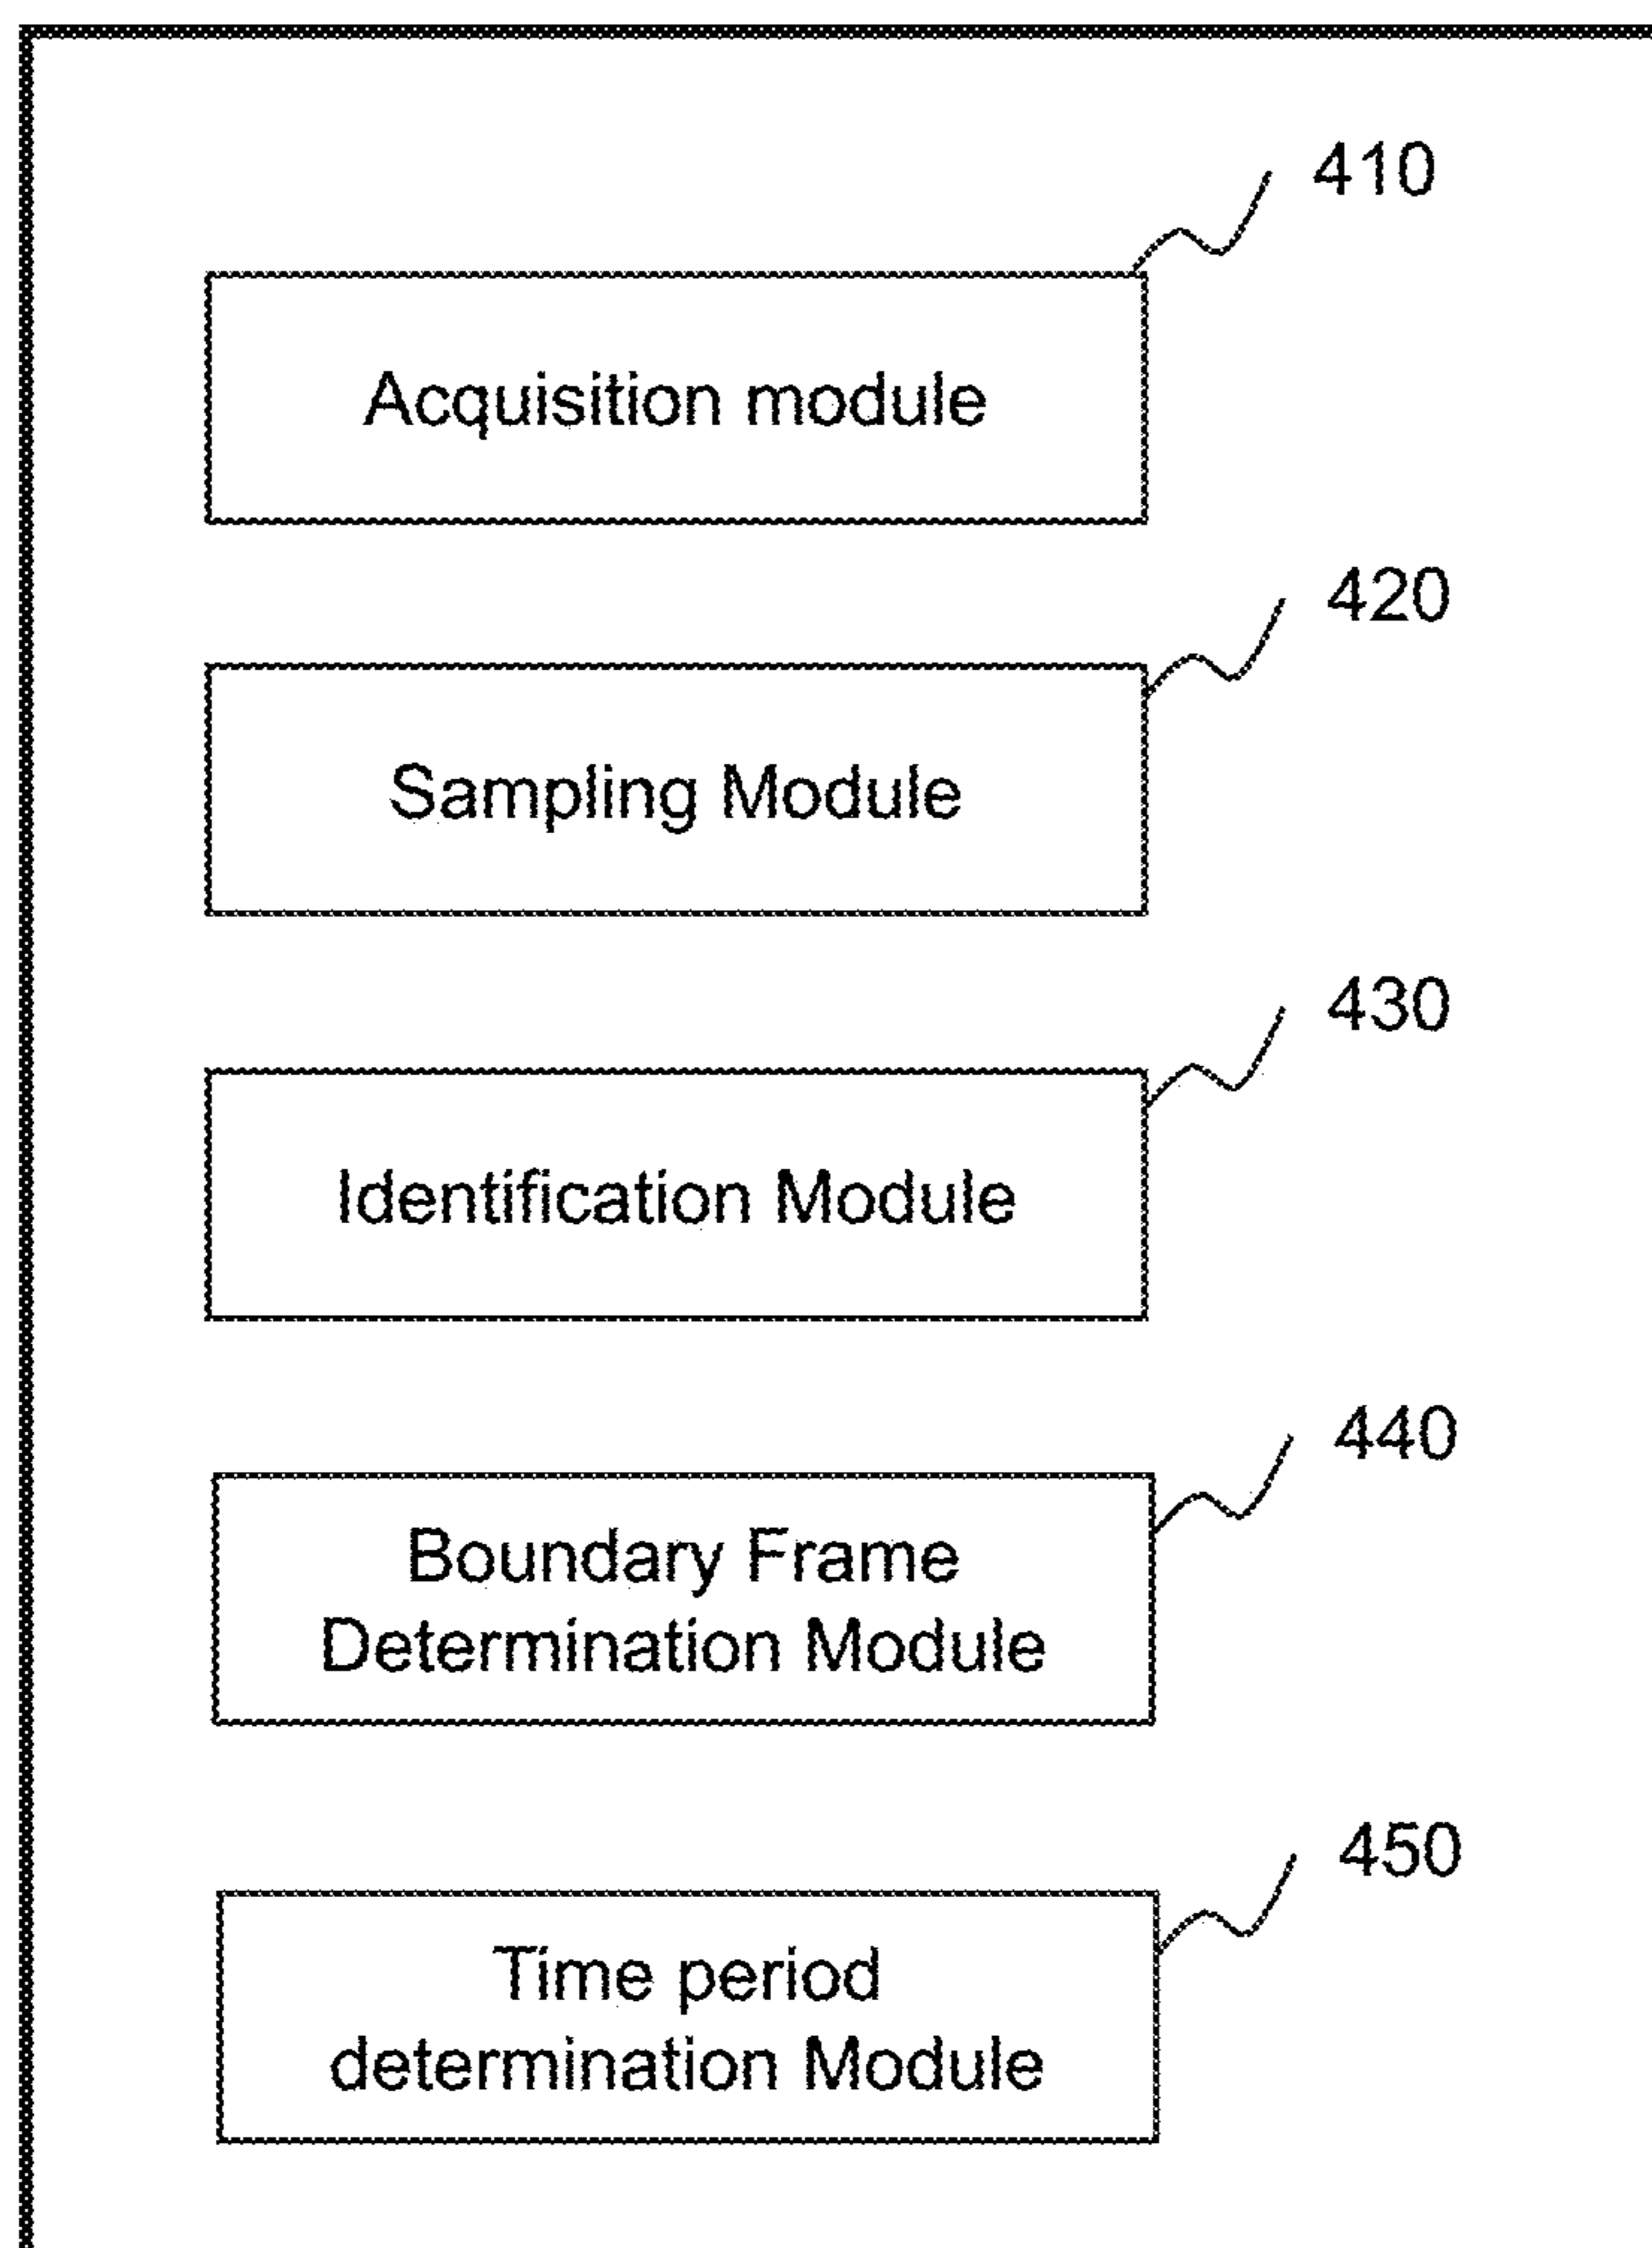 410
Acquisition module
420
Sampling Module
430
Identification Module
440
Boundary Frame
Determination Module
450
Time period
determination Module